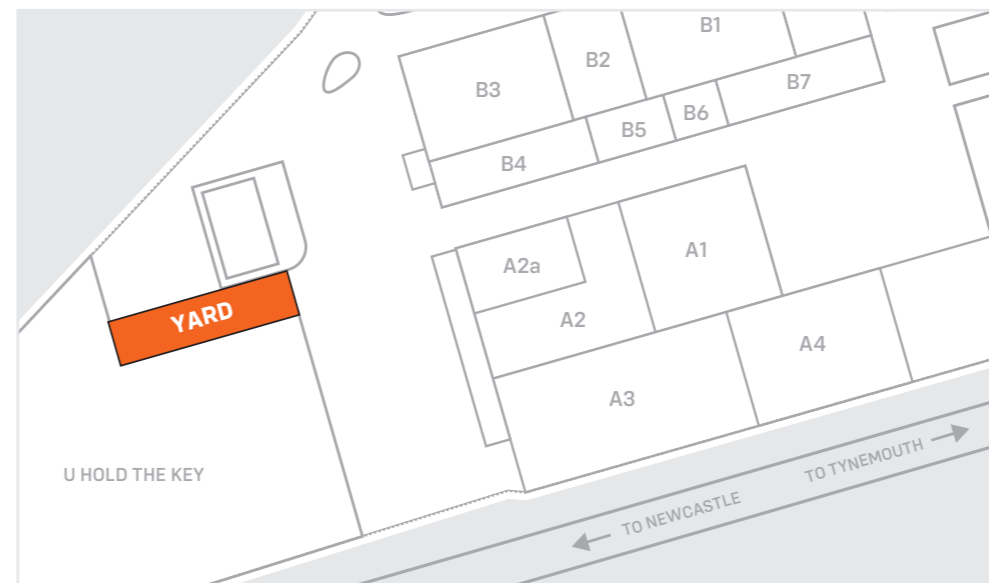 B1
B2
B3
B7
B6
B5
B4
A1
A2a
YARD
A2
A4
A3
U HOLD THE KEY
TO TYNEMOUTH
TO NEWCASTLE